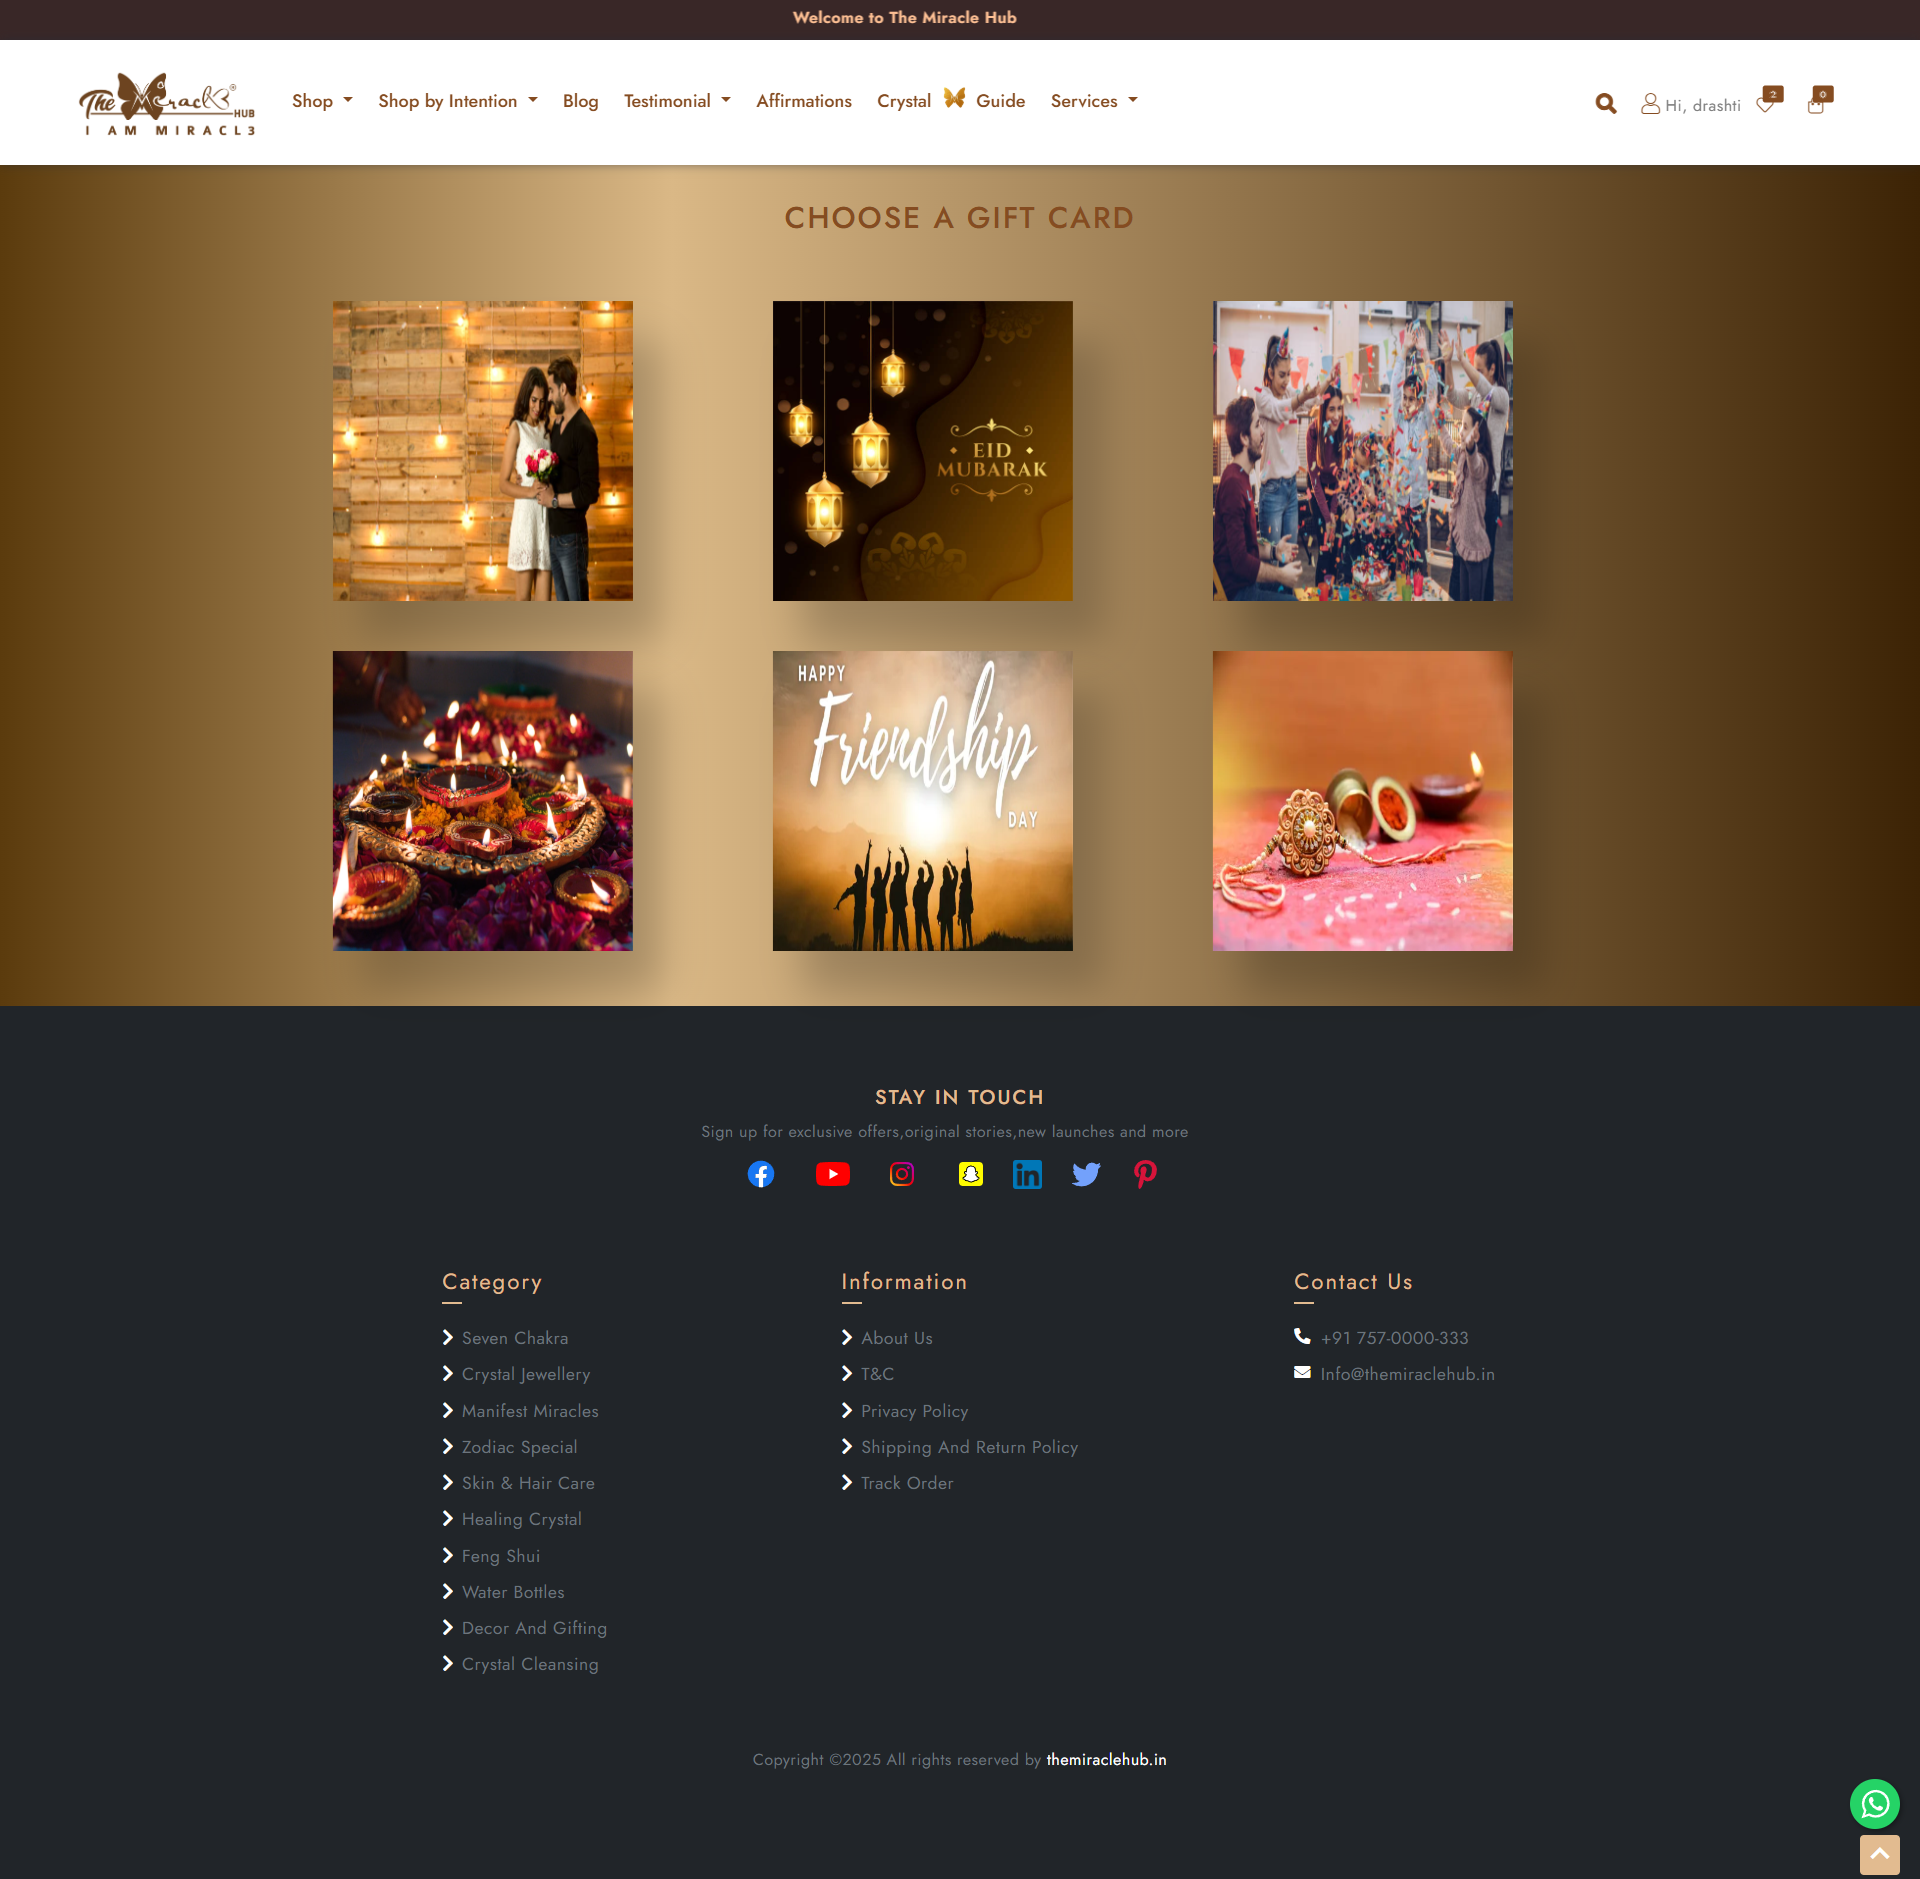 Welcome to The Miracle Hub
The Miracl3® HUB
I AM MIRACL3
Shop
Shop by Intention
Blog
Testimonial
Affirmations
Crystal Guide
Services
Hi, drashti
2
0
CHOOSE A GIFT CARD
EID
MUBARAK
HAPPY
Friendship
DAY
STAY IN TOUCH
Sign up for exclusive offers,original stories,new launches and more
Category
Seven Chakra
Crystal Jewellery
Manifest Miracles
Zodiac Special
Skin & Hair Care
Healing Crystal
Feng Shui
Water Bottles
Decor And Gifting
Crystal Cleansing
Information
About Us
T&C
Privacy Policy
Shipping And Return Policy
Track Order
Contact Us
+91 757-0000-333
Info@themiraclehub.in
Copyright ©2025 All rights reserved by themiraclehub.in